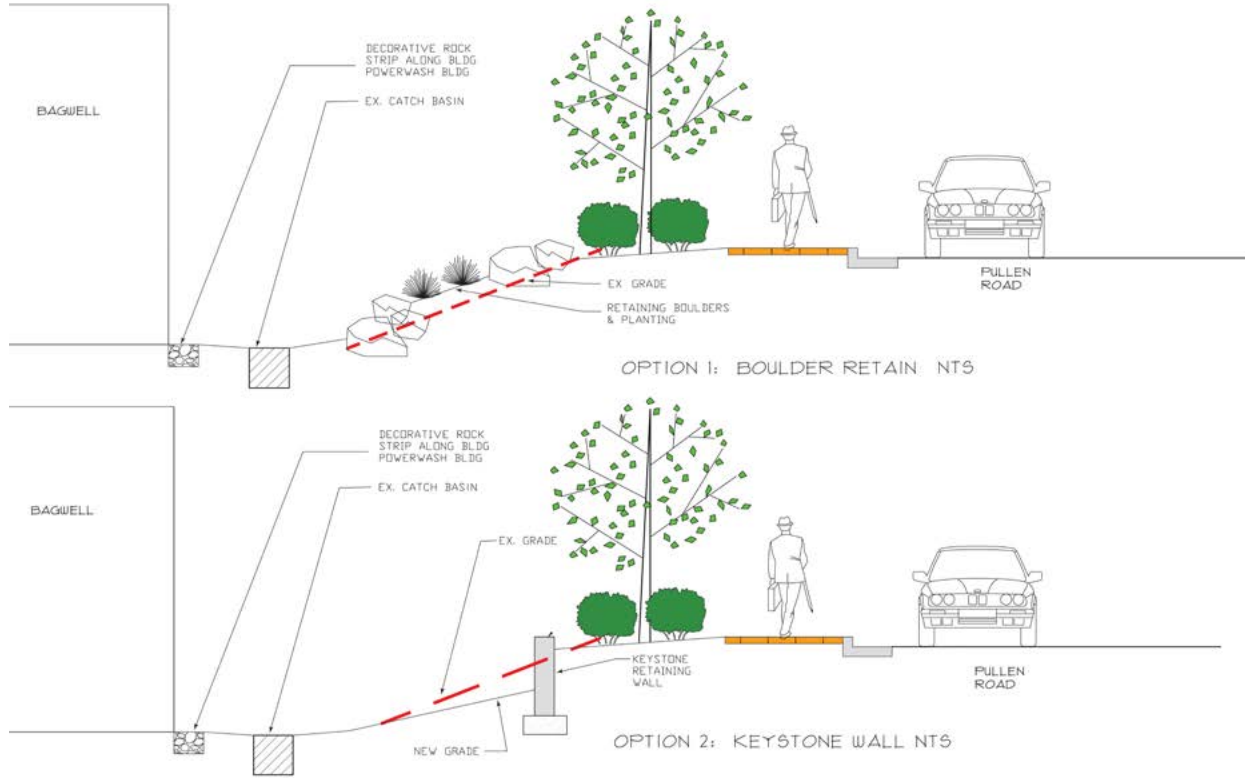 DECORATIVE ROCK
STRIP ALONG BLDG
POWERWASH BLDG
BAGWELL
EX. CATCH BASIN
EX GRADE
PULLEN
ROAD
RETAINING BOULDERS
& PLANTING
OPTION 1: BOULDER RETAIN NTS
DECORATIVE ROCK
STRIP ALONG BLDG
POWERWASH BLDG
EX. CATCH BASIN
BAGWELL
EX. GRADE
KEYSTONE
RETAINING
WALL
PULLEN
ROAD
NEW GRADE
OPTION 2: KEYSTONE WALL NTS